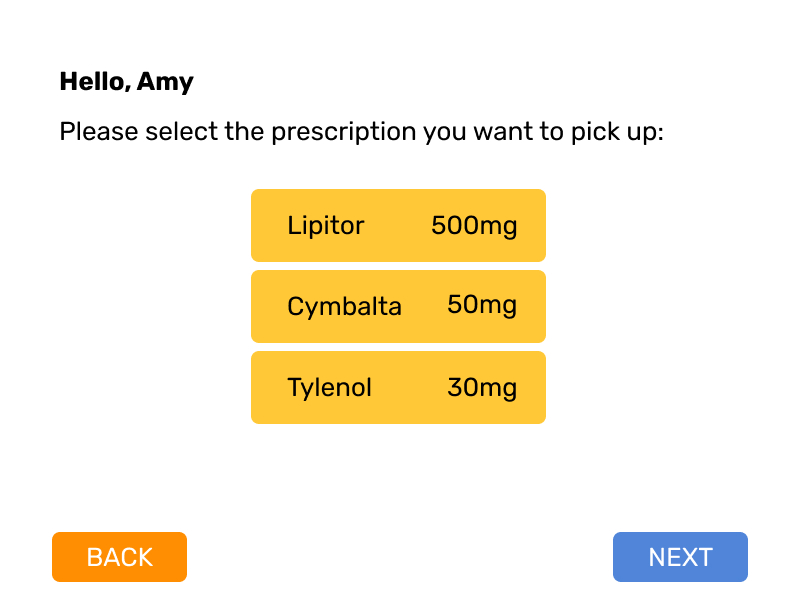 Hello, Amy
Please select the prescription you want to pick up:
Lipitor 500mg
Cymbalta 50mg
Tylenol 30mg
BACK NEXT